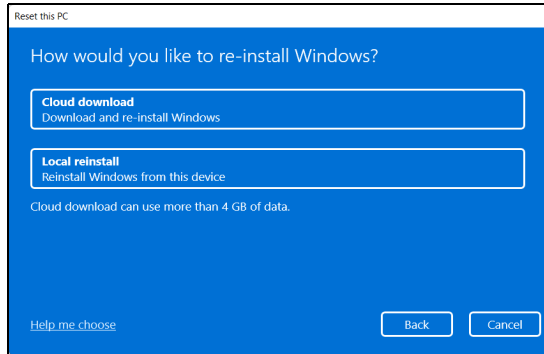 Reset this PC
How would you like to re-install Windows?
Cloud download
Download and re-install Windows
Local reinstall
Reinstall Windows from this device
Cloud download can use more than 4 GB of data.
Help me choose
Back
Cancel